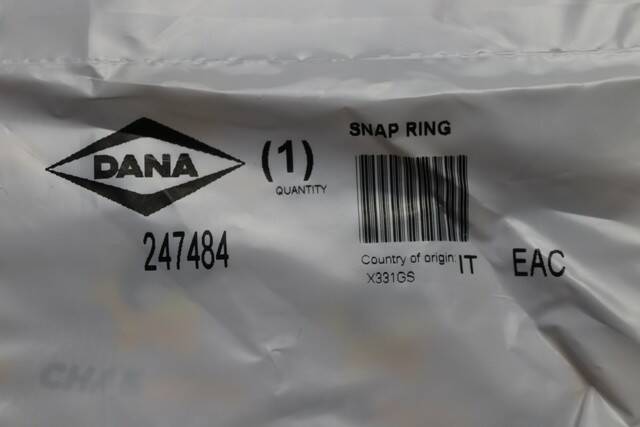 DANA
(1)
QUANTITY
247484
SNAP RING
Country of origin: IT
X331GS
EAC